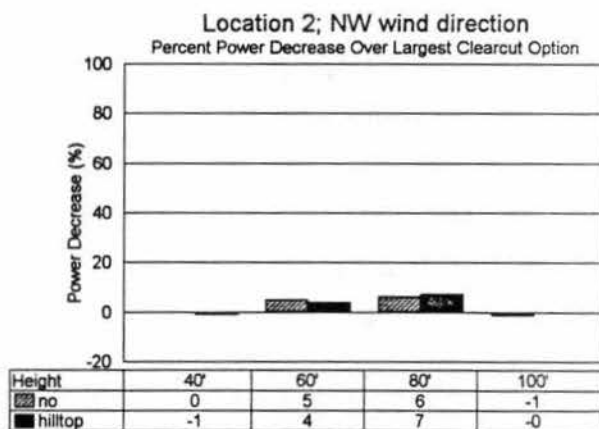 Location 2; NW wind direction
Percent Power Decrease Over Largest Clearcut Option
Power Decrease (%)
100
80
60
40
20
0
-20
Height 40' 60' 80' 100'
no 0 5 6 -1
hilltop -1 4 7 -0